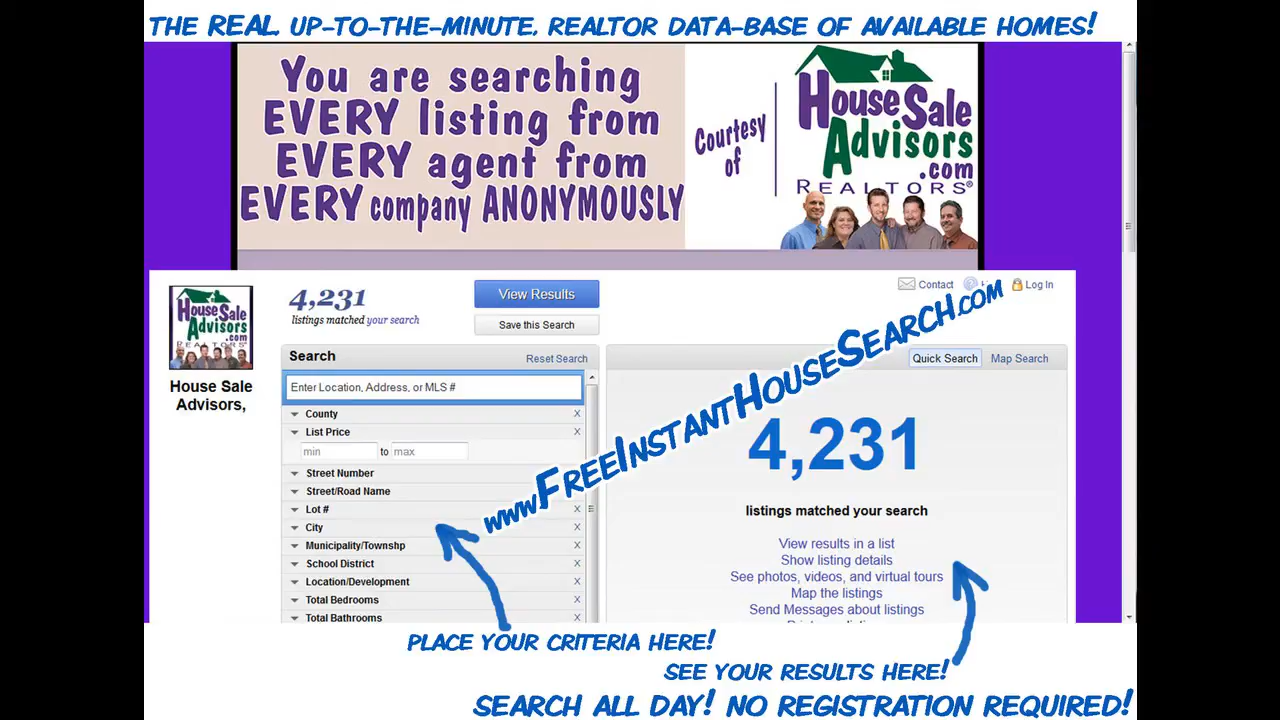 THE REAL, UP-TO-THE-MINUTE, REALTOR DATA-BASE OF AVAILABLE HOMES!
You are searching
EVERY listing from
EVERY agent from
EVERY company ANONYMOUSLY
Courtesy
of
HouseSale
Advisors
.com
REALTORS®
4,231
listings matched your search
View Results
Save this Search
Contact
Log In
HouseSale
Advisors
.com
REALTORS
House Sale
Advisors,
Search
Reset Search
Quick Search
Map Search
Enter Location, Address, or MLS #
County X
List Price X
min to max
Street Number X
Street/Road Name X
Lot # X
City X
Municipality/Townshp X
School District X
Location/Development X
Total Bedrooms X
Total Bathrooms X
www.FreeInstantHouseSearch.com
4,231
listings matched your search
View results in a list
Show listing details
See photos, videos, and virtual tours
Map the listings
Send Messages about listings
PLACE YOUR CRITERIA HERE!
SEE YOUR RESULTS HERE!
SEARCH ALL DAY! NO REGISTRATION REQUIRED!